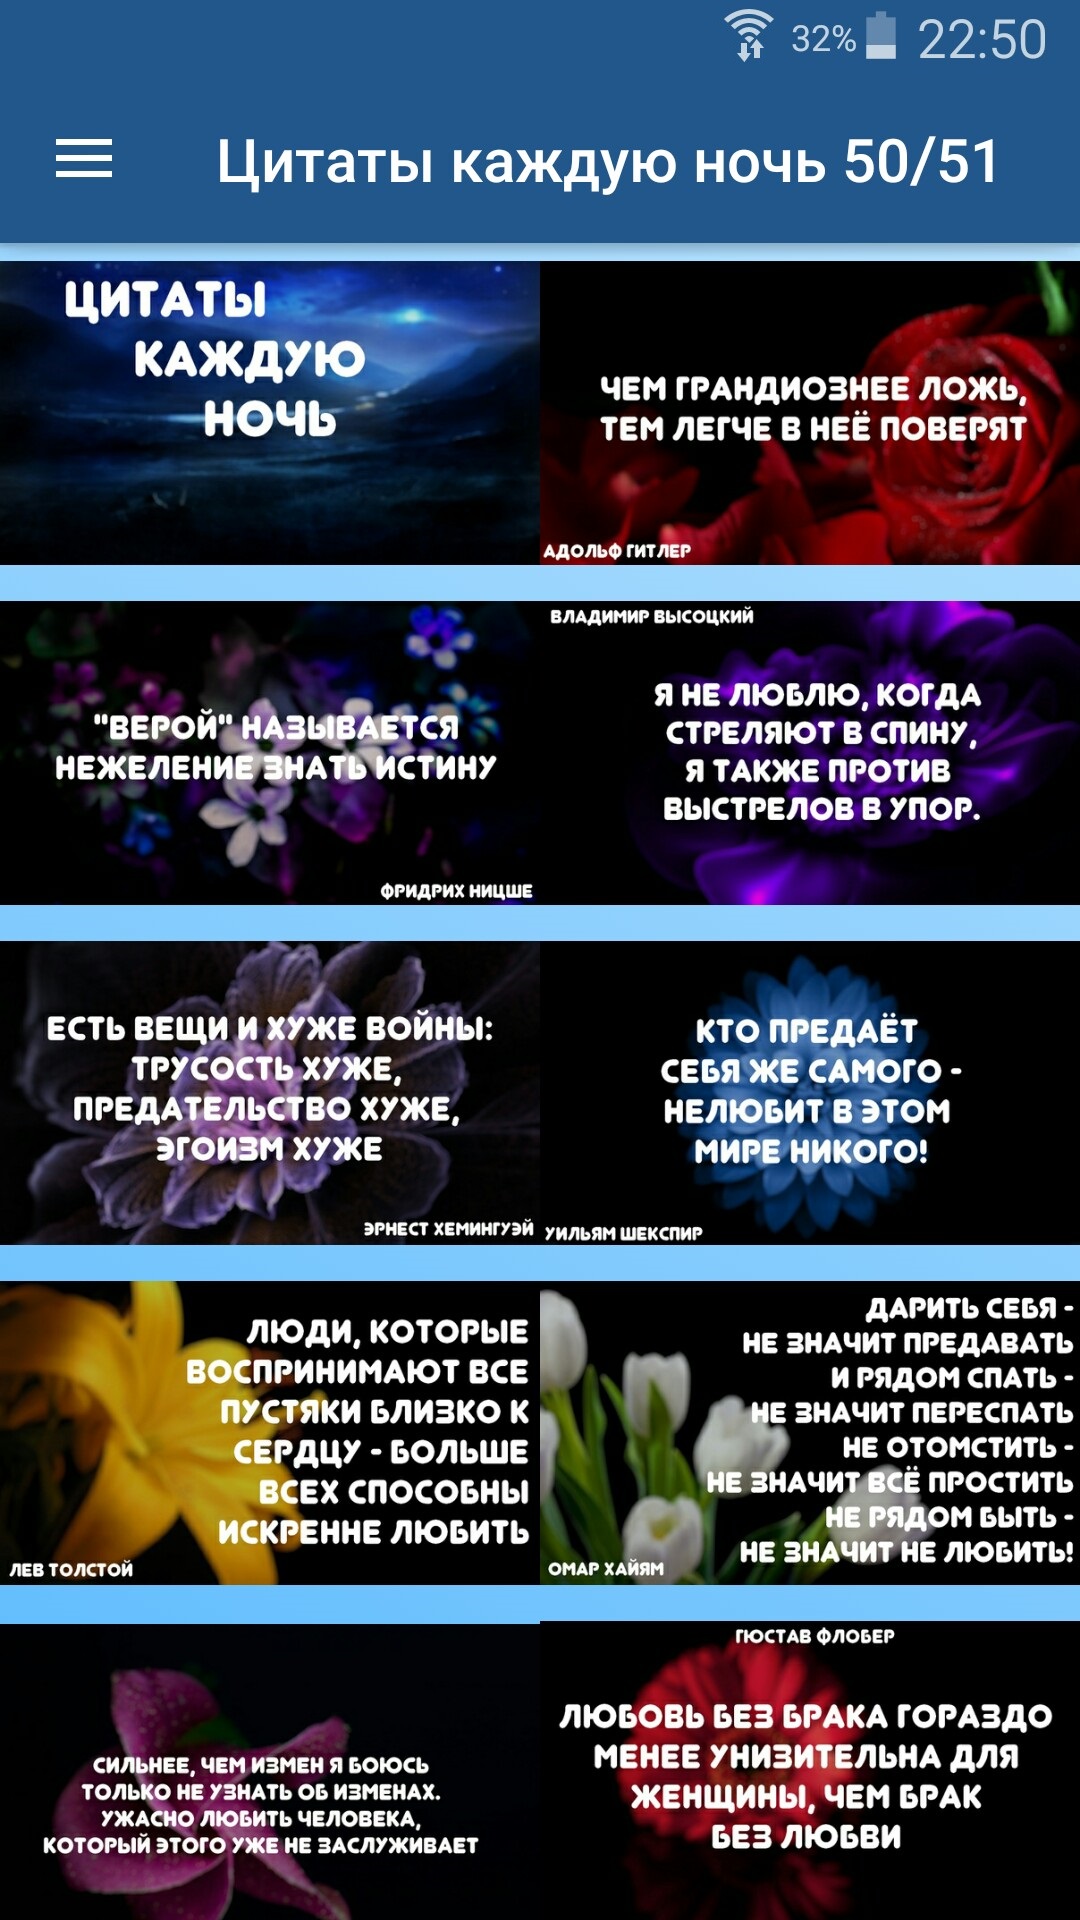 32% 22:50
Цитаты каждую ночь 50/51
ЦИТАТЫ
КАЖДУЮ
НОЧЬ
ЧЕМ ГРАНДИОЗНЕЕ ЛОЖЬ,
ТЕМ ЛЕГЧЕ В НЕЁ ПОВЕРЯТ
АДОЛЬФ ГИТЛЕР
"ВЕРОЙ" НАЗЫВАЕТСЯ
НЕЖЕЛЕНИЕ ЗНАТЬ ИСТИНУ
ФРИДРИХ НИЦШЕ
ВЛАДИМИР ВЫСОЦКИЙ
Я НЕ ЛЮБЛЮ, КОГДА
СТРЕЛЯЮТ В СПИНУ,
Я ТАКЖЕ ПРОТИВ
ВЫСТРЕЛОВ В УПОР.
ЕСТЬ ВЕЩИ И ХУЖЕ ВОЙНЫ:
ТРУСОСТЬ ХУЖЕ,
ПРЕДАТЕЛЬСТВО ХУЖЕ,
ЭГОИЗМ ХУЖЕ
ЭРНЕСТ ХЕМИНГУЭЙ
КТО ПРЕДАЁТ
СЕБЯ ЖЕ САМОГО -
НЕЛЮБИТ В ЭТОМ
МИРЕ НИКОГО!
УИЛЬЯМ ШЕКСПИР
ЛЮДИ, КОТОРЫЕ
ВОСПРИНИМАЮТ ВСЕ
ПУСТЯКИ БЛИЗКО К
СЕРДЦУ - БОЛЬШЕ
ВСЕХ СПОСОБНЫ
ИСКРЕННЕ ЛЮБИТЬ
ЛЕВ ТОЛСТОЙ
ДАРИТЬ СЕБЯ -
НЕ ЗНАЧИТ ПРЕДАВАТЬ
И РЯДОМ СПАТЬ -
НЕ ЗНАЧИТ ПЕРЕСПАТЬ
НЕ ОТОМСТИТЬ -
НЕ ЗНАЧИТ ВСЁ ПРОСТИТЬ
НЕ РЯДОМ БЫТЬ -
НЕ ЗНАЧИТ НЕ ЛЮБИТЬ!
ОМАР ХАЙЯМ
СИЛЬНЕЕ, ЧЕМ ИЗМЕН Я БОЮСЬ
ТОЛЬКО НЕ УЗНАТЬ ОБ ИЗМЕНАХ.
УЖАСНО ЛЮБИТЬ ЧЕЛОВЕКА,
КОТОРЫЙ ЭТОГО УЖЕ НЕ ЗАСЛУЖИВАЕТ
ГЮСТАВ ФЛОБЕР
ЛЮБОВЬ БЕЗ БРАКА ГОРАЗДО
МЕНЕЕ УНИЗИТЕЛЬНА ДЛЯ
ЖЕНЩИНЫ, ЧЕМ БРАК
БЕЗ ЛЮБВИ